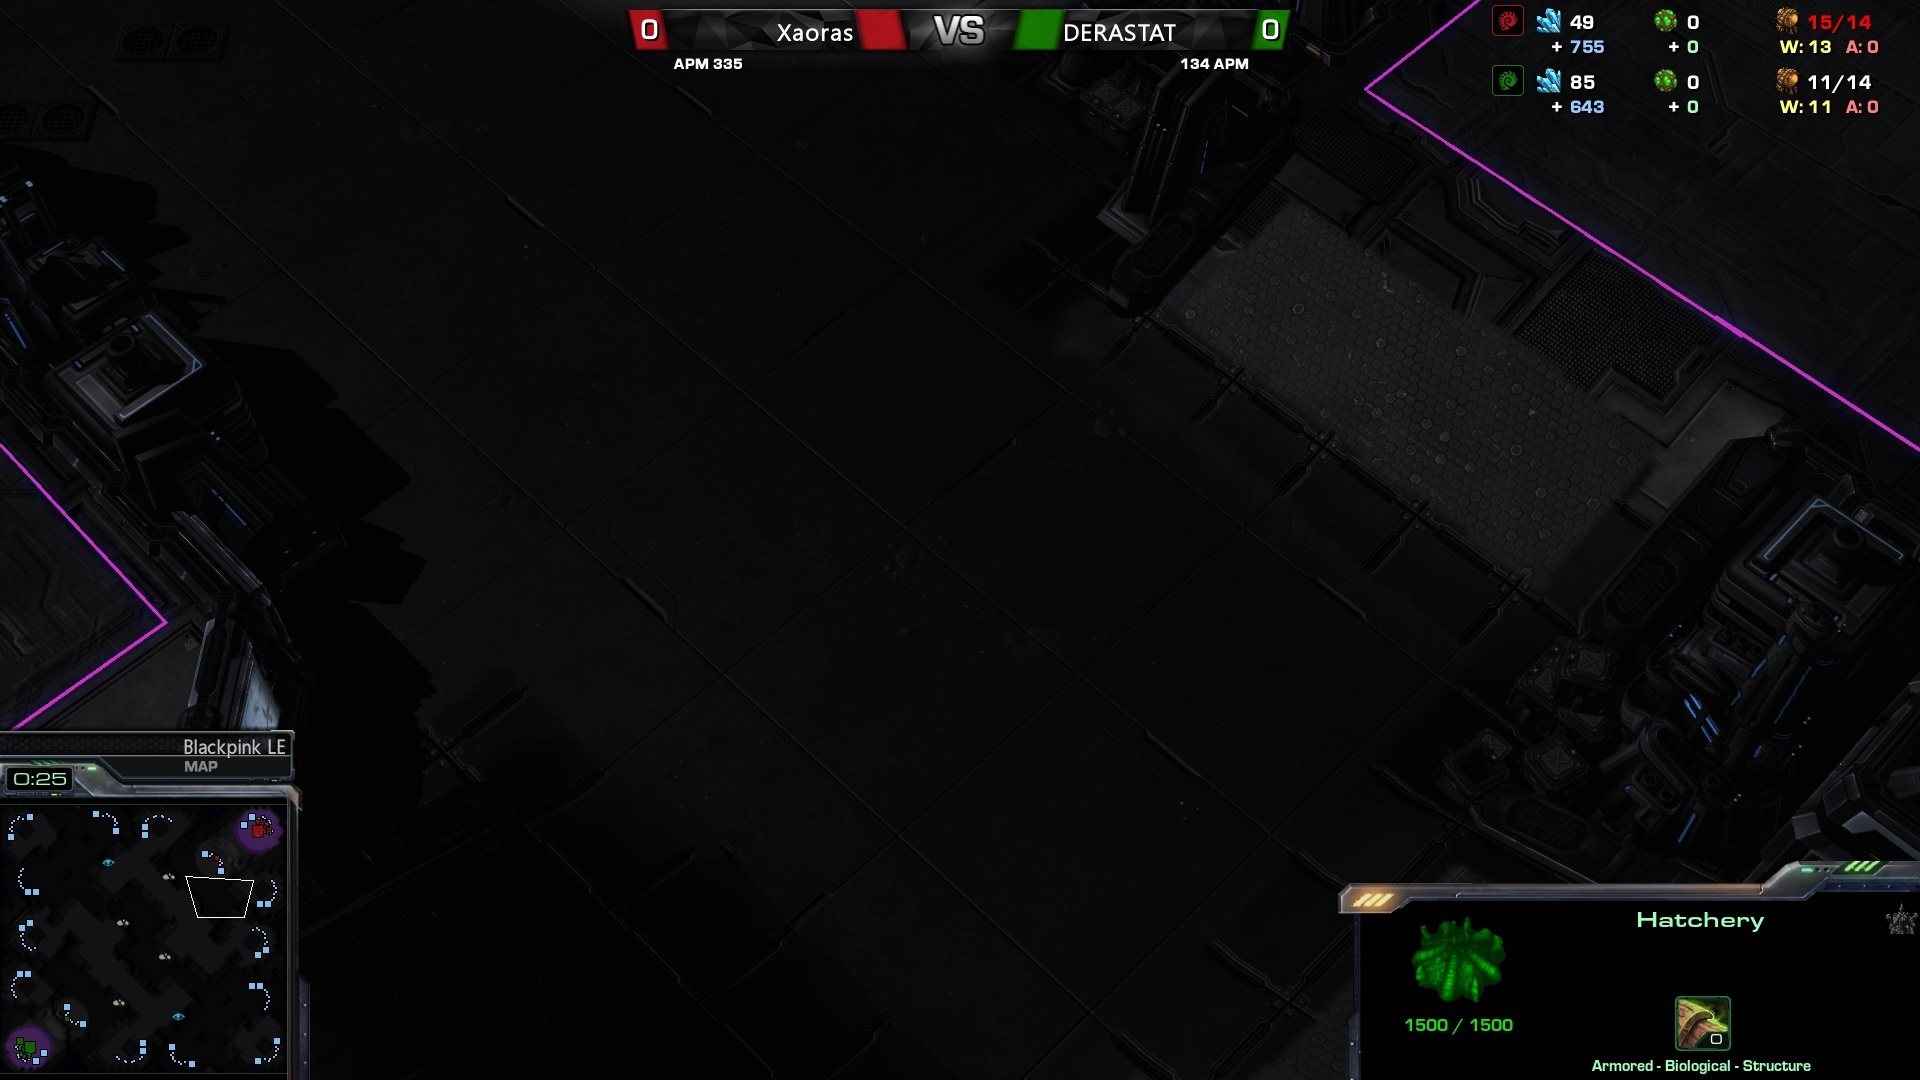 0 Xaoras VS DERASTAT 0
APM 335 134 APM
49 0 15/14
+ 755 + 0 W: 13 A: 0
85 0 11/14
+ 643 + 0 W: 11 A: 0
Blackpink LE
MAP
0:25
Hatchery
1500 / 1500
0
Armored - Biological - Structure